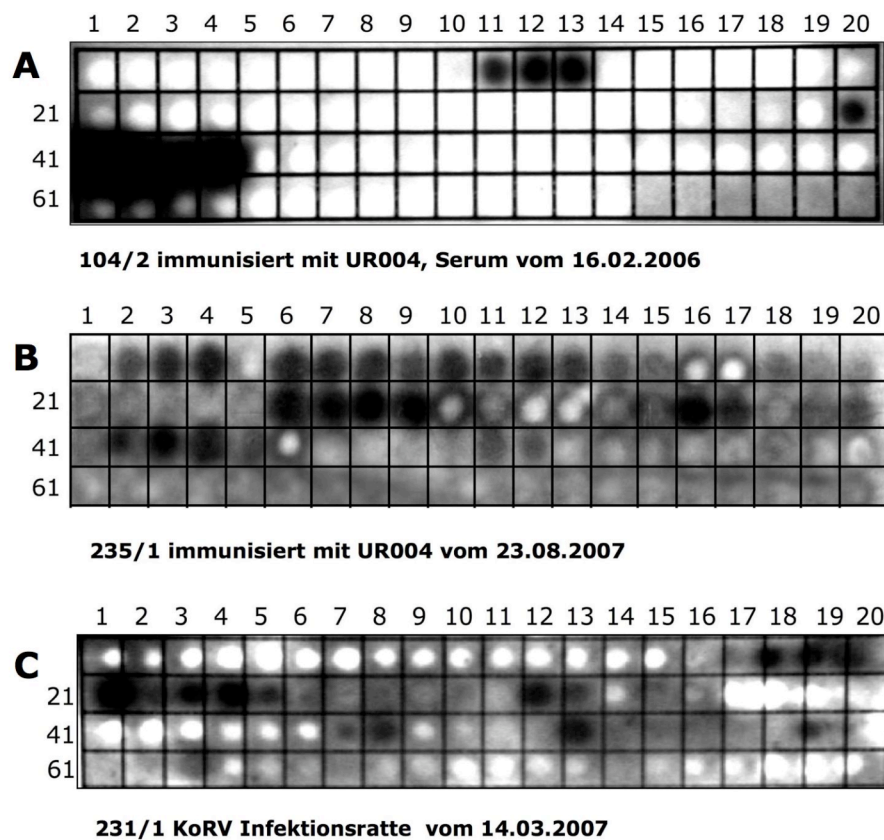 1 2 3 4 5 6 7 8 9 10 11 12 13 14 15 16 17 18 19 20
A
21
41
61
104/2 immunisiert mit UR004, Serum vom 16.02.2006
1 2 3 4 5 6 7 8 9 10 11 12 13 14 15 16 17 18 19 20
B
21
41
61
235/1 immunisiert mit UR004 vom 23.08.2007
1 2 3 4 5 6 7 8 9 10 11 12 13 14 15 16 17 18 19 20
C
21
41
61
231/1 KoRV Infektionsratte vom 14.03.2007